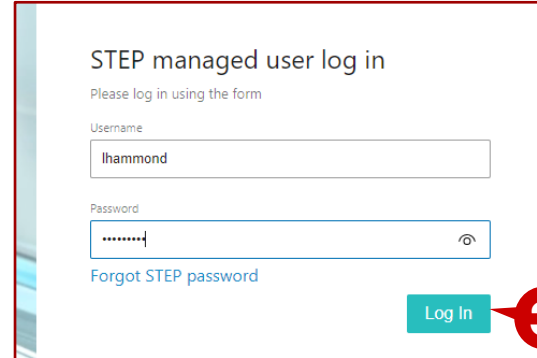 STEP managed user log in
Please log in using the form
Username
lhammond
Password
•••••••••
Forgot STEP password
Log In